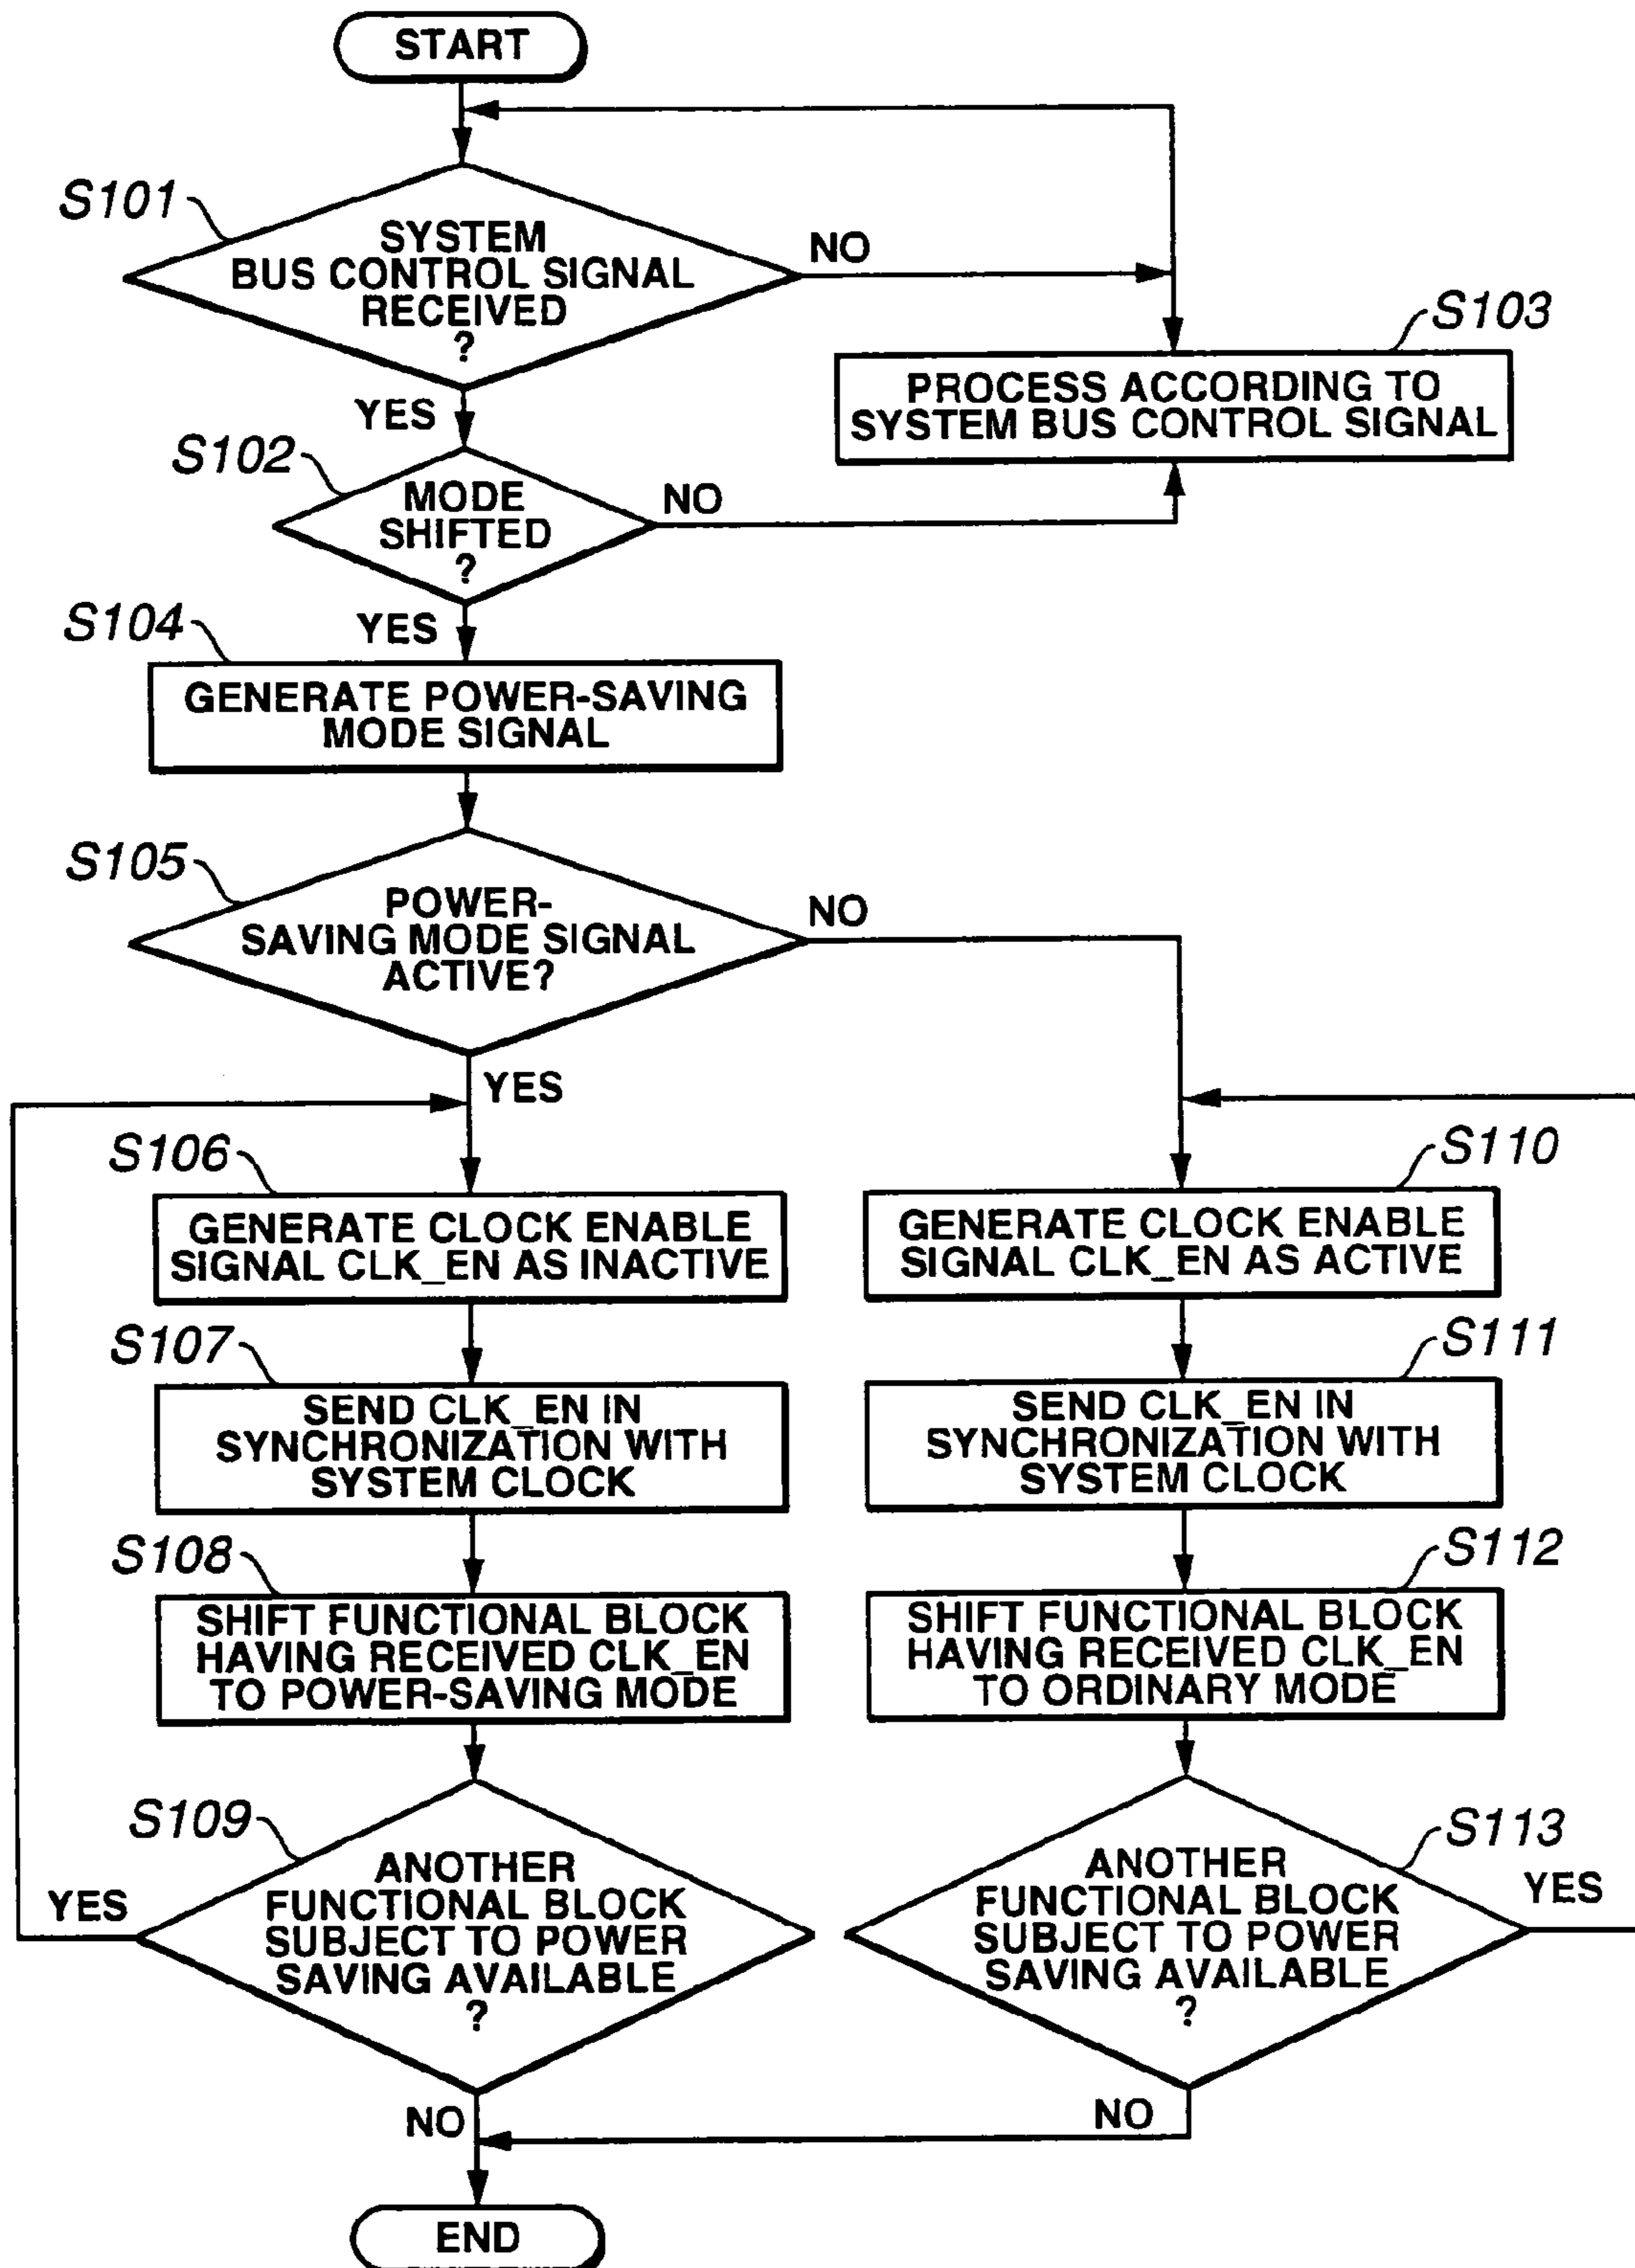 START
S101
SYSTEM
BUS CONTROL SIGNAL
RECEIVED
?
NO
YES
S103
PROCESS ACCORDING TO
SYSTEM BUS CONTROL SIGNAL
S102
MODE
SHIFTED
?
NO
YES
S104
GENERATE POWER-SAVING
MODE SIGNAL
S105
POWER-
SAVING MODE SIGNAL
ACTIVE?
NO
YES
S106
GENERATE CLOCK ENABLE
SIGNAL CLK_EN AS INACTIVE
S107
SEND CLK_EN IN
SYNCHRONIZATION WITH
SYSTEM CLOCK
S108
SHIFT FUNCTIONAL BLOCK
HAVING RECEIVED CLK_EN
TO POWER-SAVING MODE
S109
ANOTHER
FUNCTIONAL BLOCK
SUBJECT TO POWER
SAVING AVAILABLE
?
YES
NO
S110
GENERATE CLOCK ENABLE
SIGNAL CLK_EN AS ACTIVE
S111
SEND CLK_EN IN
SYNCHRONIZATION WITH
SYSTEM CLOCK
S112
SHIFT FUNCTIONAL BLOCK
HAVING RECEIVED CLK_EN
TO ORDINARY MODE
S113
ANOTHER
FUNCTIONAL BLOCK
SUBJECT TO POWER
SAVING AVAILABLE
?
YES
NO
END